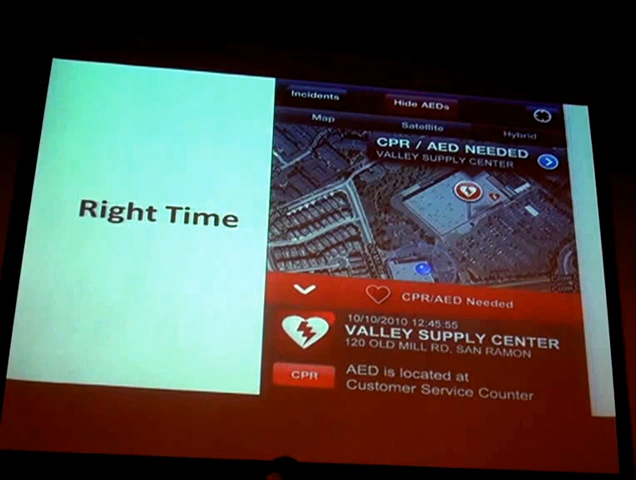 Right Time
Incidents
Hide AEDs
Map
Satellite
Hybrid
CPR / AED NEEDED
VALLEY SUPPLY CENTER
CPR/AED Needed
10/10/2010 12:45:55
VALLEY SUPPLY CENTER
120 OLD MILL RD, SAN RAMON
CPR
AED is located at
Customer Service Counter